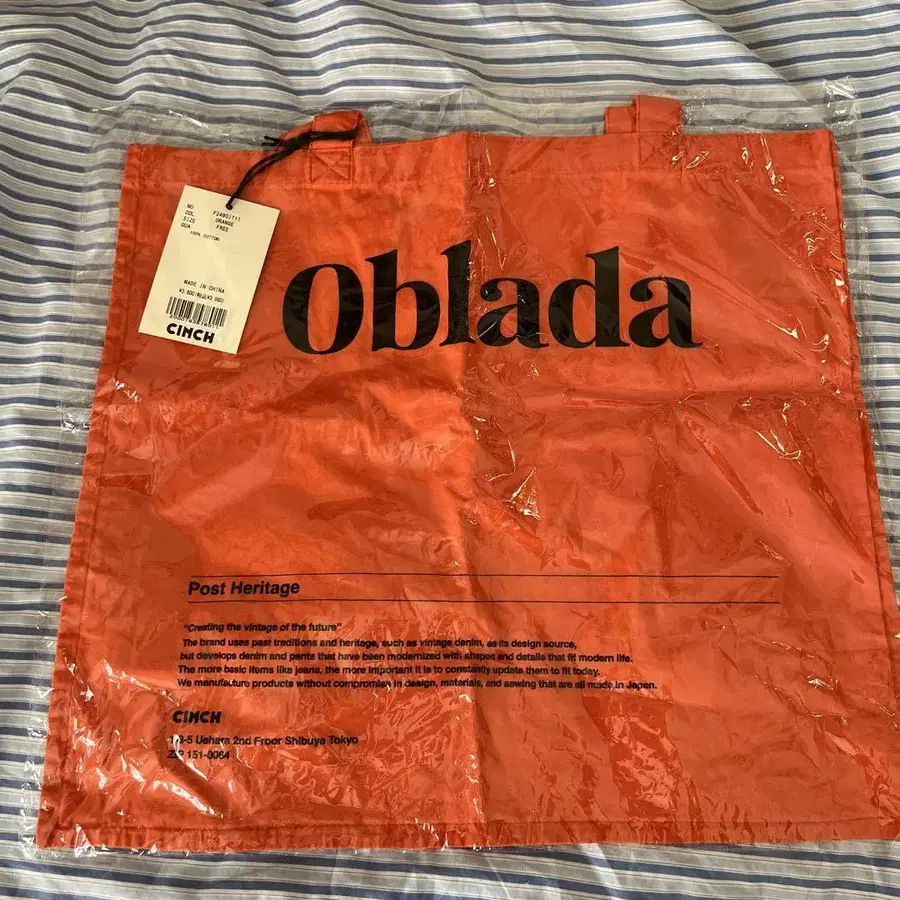 NO F2490IT11
COL ORANGE
SIZE FREE
QUA
100% COTTON
MADE IN CHINA
CINCH
Oblada
Post Heritage
"Creating the vintage of the future"
The brand uses past traditions and heritage, such as vintage denim, as its design source,
but develops denim and pants that have been modernized with shapes and details that fit modern life.
The more basic items like jeans, the more important it is to constantly update them to fit today.
We manufacture products without compromise in design, materials, and sewing that are all made in Japan.
CINCH
Uehara 2nd Froor Shibuya Tokyo
ZIP 151-0064